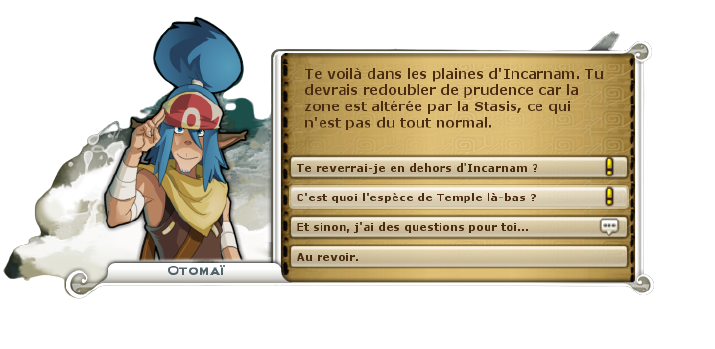 Te voilà dans les plaines d'Incarnam. Tu
devrais redoubler de prudence car la
zone est altérée par la Stasis, ce qui
n'est pas du tout normal.
Te reverrai-je en dehors d'Incarnam ?
C'est quoi l'espèce de Temple là-bas ?
Et sinon, j'ai des questions pour toi...
Au revoir.
Otomaï